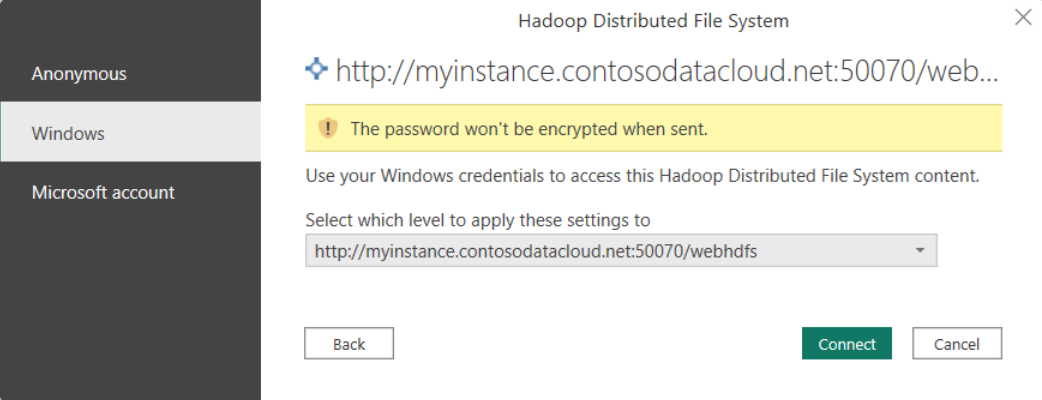 Hadoop Distributed File System
Anonymous
Windows
Microsoft account
http://myinstance.contosodatacloud.net:50070/web...
The password won't be encrypted when sent.
Use your Windows credentials to access this Hadoop Distributed File System content.
Select which level to apply these settings to
http://myinstance.contosodatacloud.net:50070/webhdfs
Back
Connect
Cancel